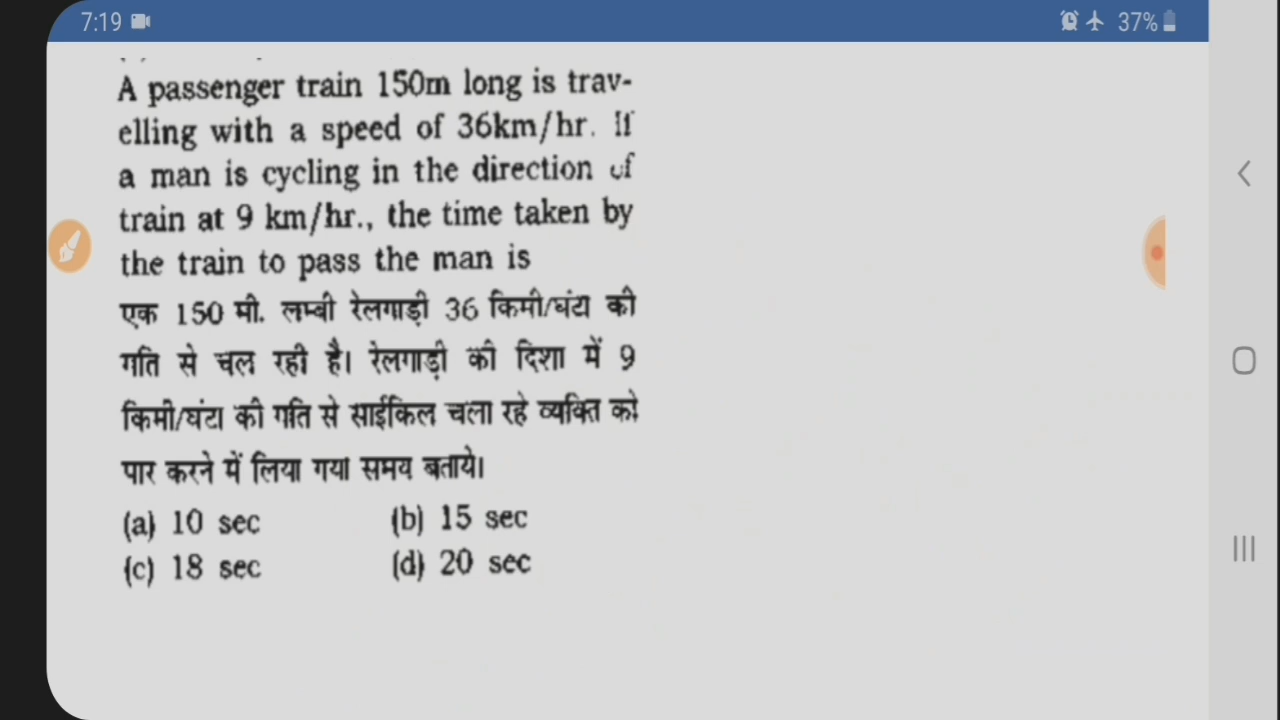 7:19
37%
A passenger train 150m long is trav-
elling with a speed of 36km/hr. If
a man is cycling in the direction of
train at 9 km/hr., the time taken by
the train to pass the man is
एक 150 मी. लम्बी रेलगाड़ी 36 किमी/घंटा की
गति से चल रही है। रेलगाड़ी की दिशा में 9
किमी/घंटा की गति से साईकिल चला रहे व्यक्ति को
पार करने में लिया गया समय बताये।
(a) 10 sec (b) 15 sec
(c) 18 sec (d) 20 sec